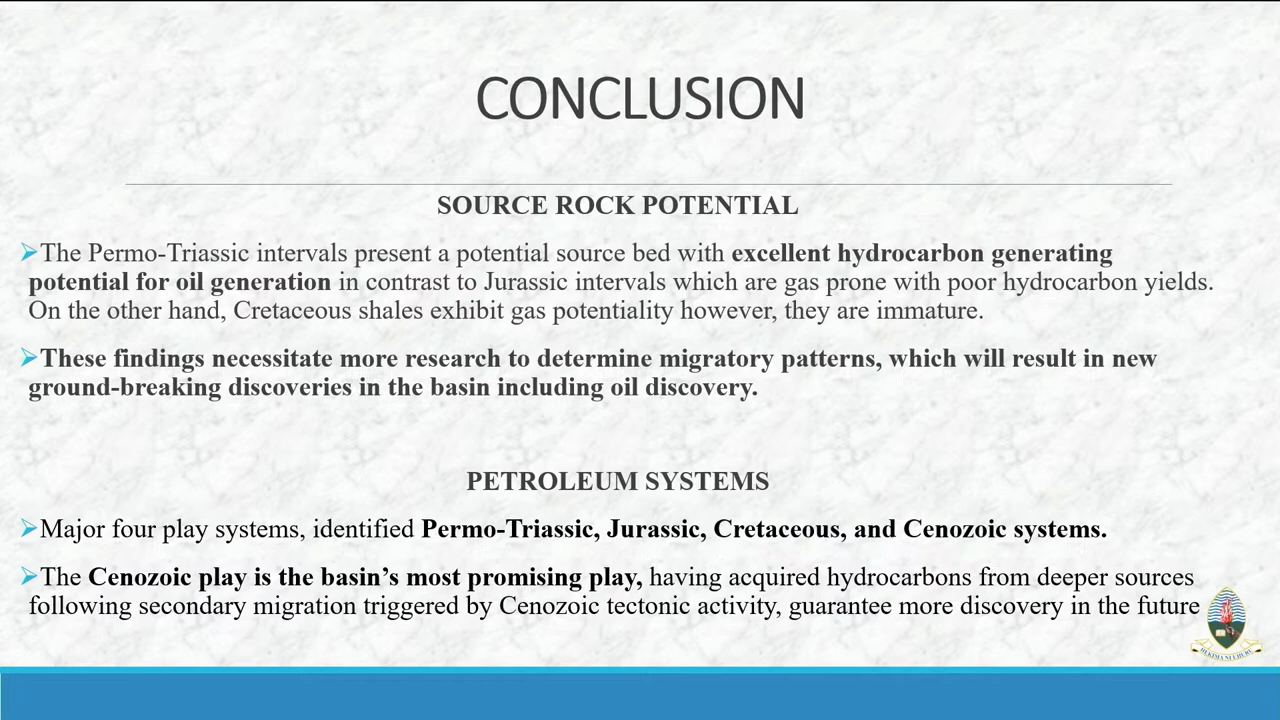 CONCLUSION
SOURCE ROCK POTENTIAL
➢The Permo-Triassic intervals present a potential source bed with excellent hydrocarbon generating
potential for oil generation in contrast to Jurassic intervals which are gas prone with poor hydrocarbon yields.
On the other hand, Cretaceous shales exhibit gas potentiality however, they are immature.
➢These findings necessitate more research to determine migratory patterns, which will result in new
ground-breaking discoveries in the basin including oil discovery.
PETROLEUM SYSTEMS
➢Major four play systems, identified Permo-Triassic, Jurassic, Cretaceous, and Cenozoic systems.
➢The Cenozoic play is the basin’s most promising play, having acquired hydrocarbons from deeper sources
following secondary migration triggered by Cenozoic tectonic activity, guarantee more discovery in the future
HEKIMA NI UHURU